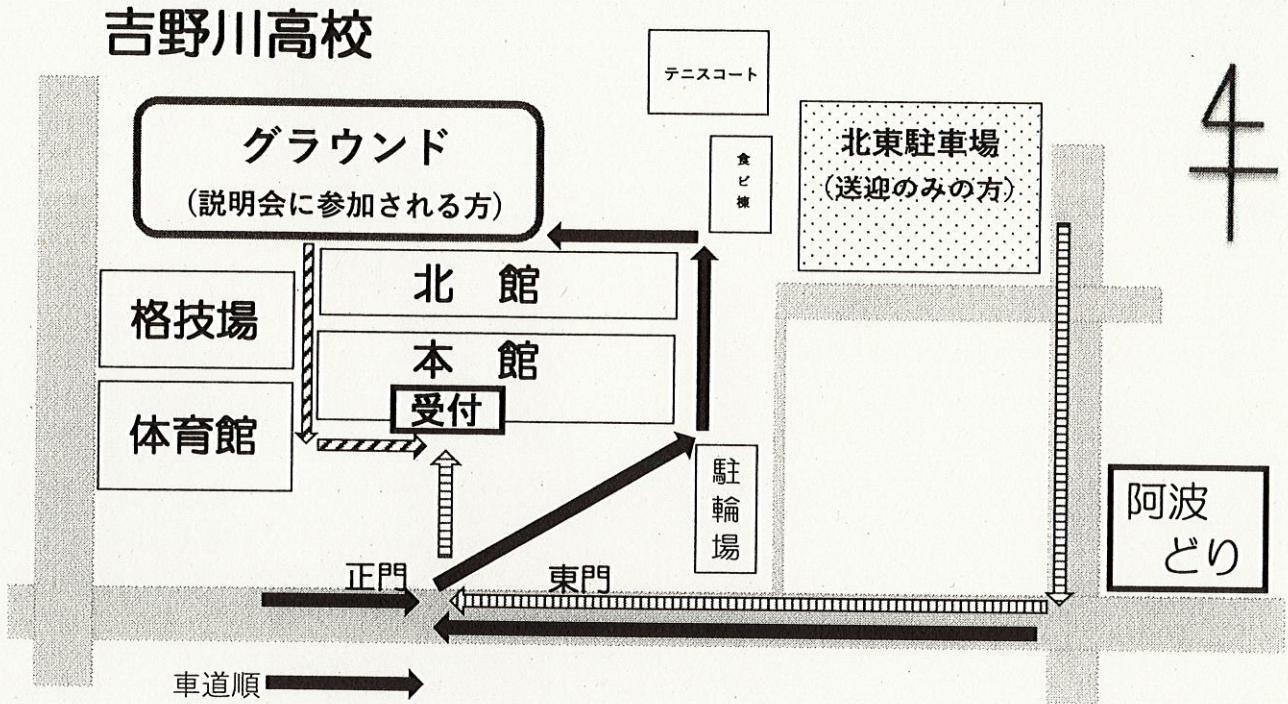 吉野川高校
テニスコート
グラウンド
(説明会に参加される方)
食ビ棟
北東駐車場
(送迎のみの方)
北 館
格技場
本 館
受付
体育館
駐輪場
阿波
どり
正門
東門
車道順